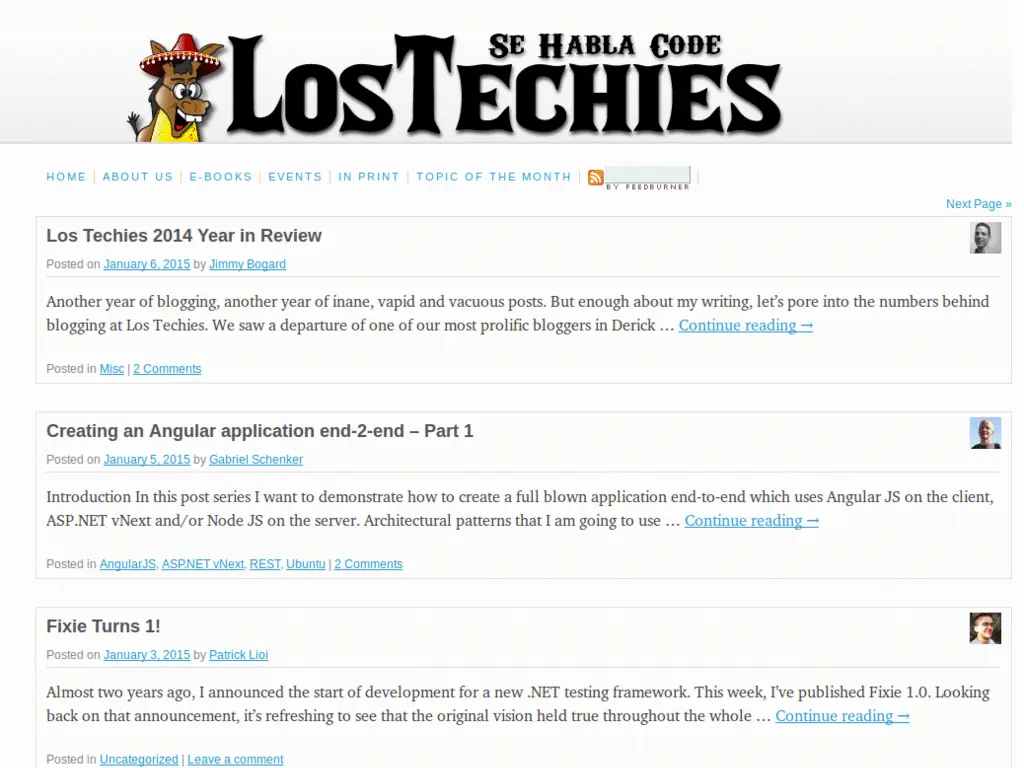 SE HABLA CODE
LOSTECHIES
HOME | ABOUT US | E-BOOKS | EVENTS | IN PRINT | TOPIC OF THE MONTH |
BY FEEDBURNER
Next Page »
Los Techies 2014 Year in Review
Posted on January 6, 2015 by Jimmy Bogard
Another year of blogging, another year of inane, vapid and vacuous posts. But enough about my writing, let’s pore into the numbers behind
blogging at Los Techies. We saw a departure of one of our most prolific bloggers in Derick … Continue reading →
Posted in Misc | 2 Comments
Creating an Angular application end-2-end – Part 1
Posted on January 5, 2015 by Gabriel Schenker
Introduction In this post series I want to demonstrate how to create a full blown application end-to-end which uses Angular JS on the client,
ASP.NET vNext and/or Node JS on the server. Architectural patterns that I am going to use … Continue reading →
Posted in AngularJS, ASP.NET vNext, REST, Ubuntu | 2 Comments
Fixie Turns 1!
Posted on January 3, 2015 by Patrick Lioi
Almost two years ago, I announced the start of development for a new .NET testing framework. This week, I’ve published Fixie 1.0. Looking
back on that announcement, it’s refreshing to see that the original vision held true throughout the whole … Continue reading →
Posted in Uncategorized | Leave a comment